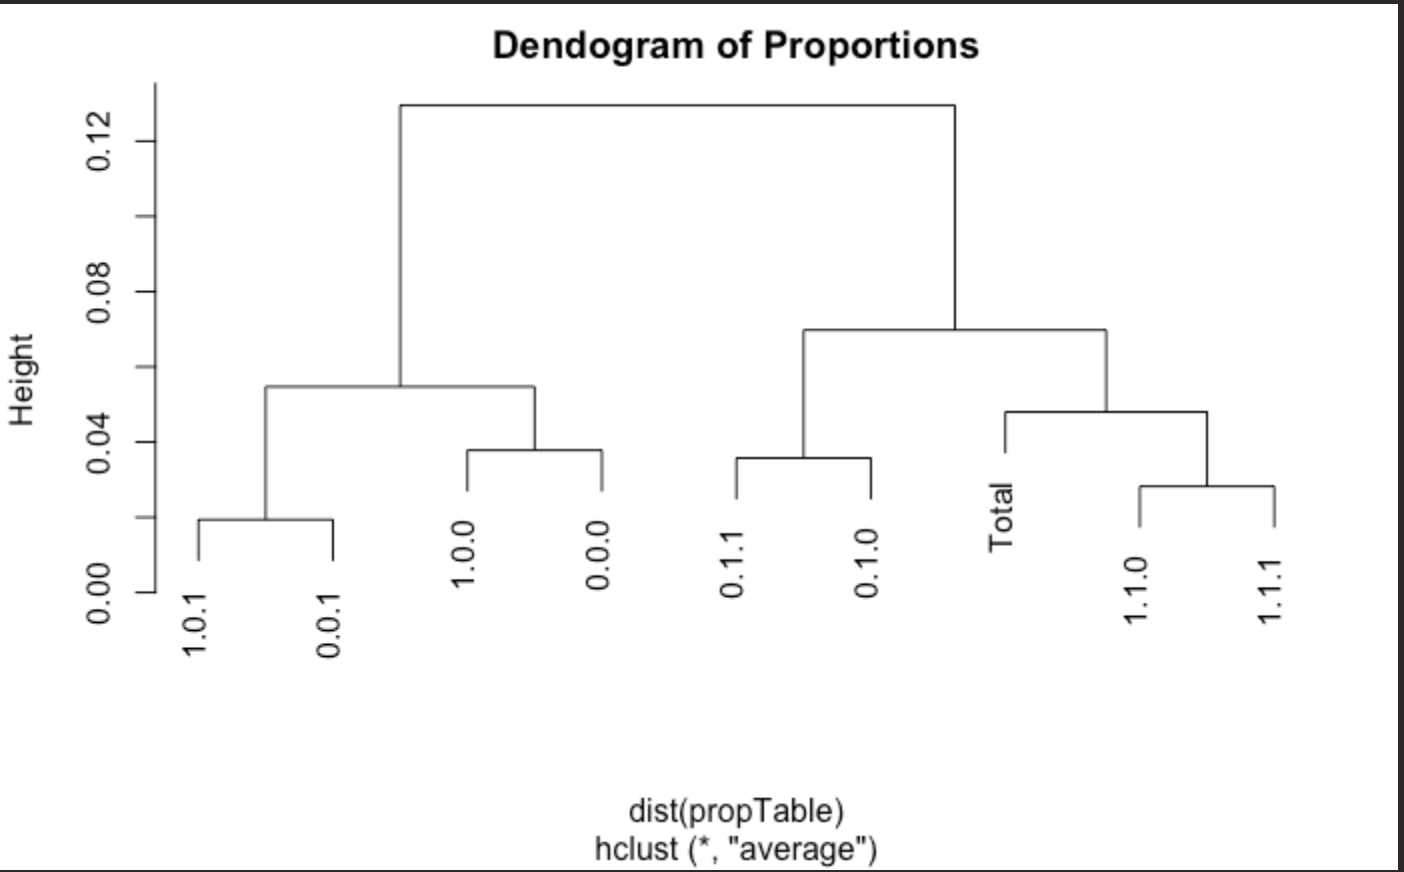 Dendogram of Proportions
Height
0.12
0.08
0.04
0.00
1.0.1
0.0.1
1.0.0
0.0.0
0.1.1
0.1.0
Total
1.1.0
1.1.1
dist(propTable)
hclust (*, "average")